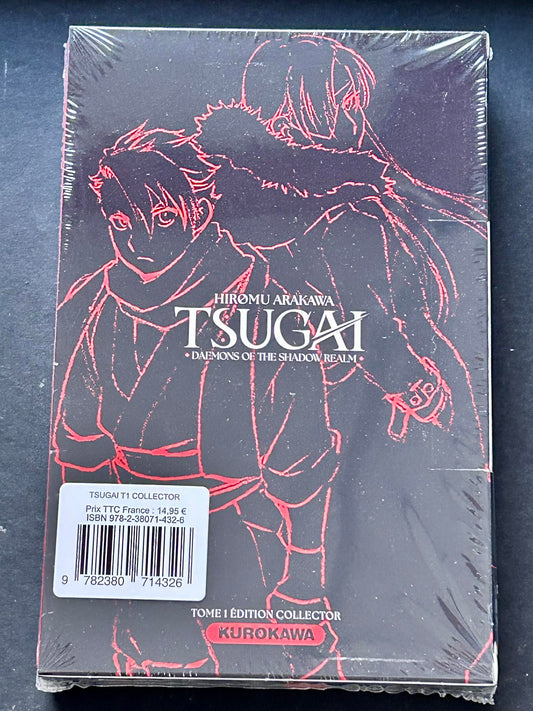 HIROMU ARAKAWA
TSUGAI
• DAEMONS OF THE SHADOW REALM •
TSUGAI T1 COLLECTOR
Prix TTC France : 14,95 €
ISBN 978-2-38071-432-6
9 782380 714326
TOME 1 ÉDITION COLLECTOR
KUROKAWA